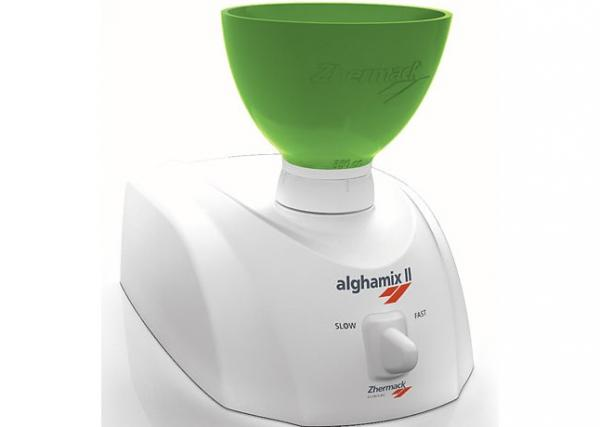 Zhermack
alghamix II
SLOW
FAST
Zhermack